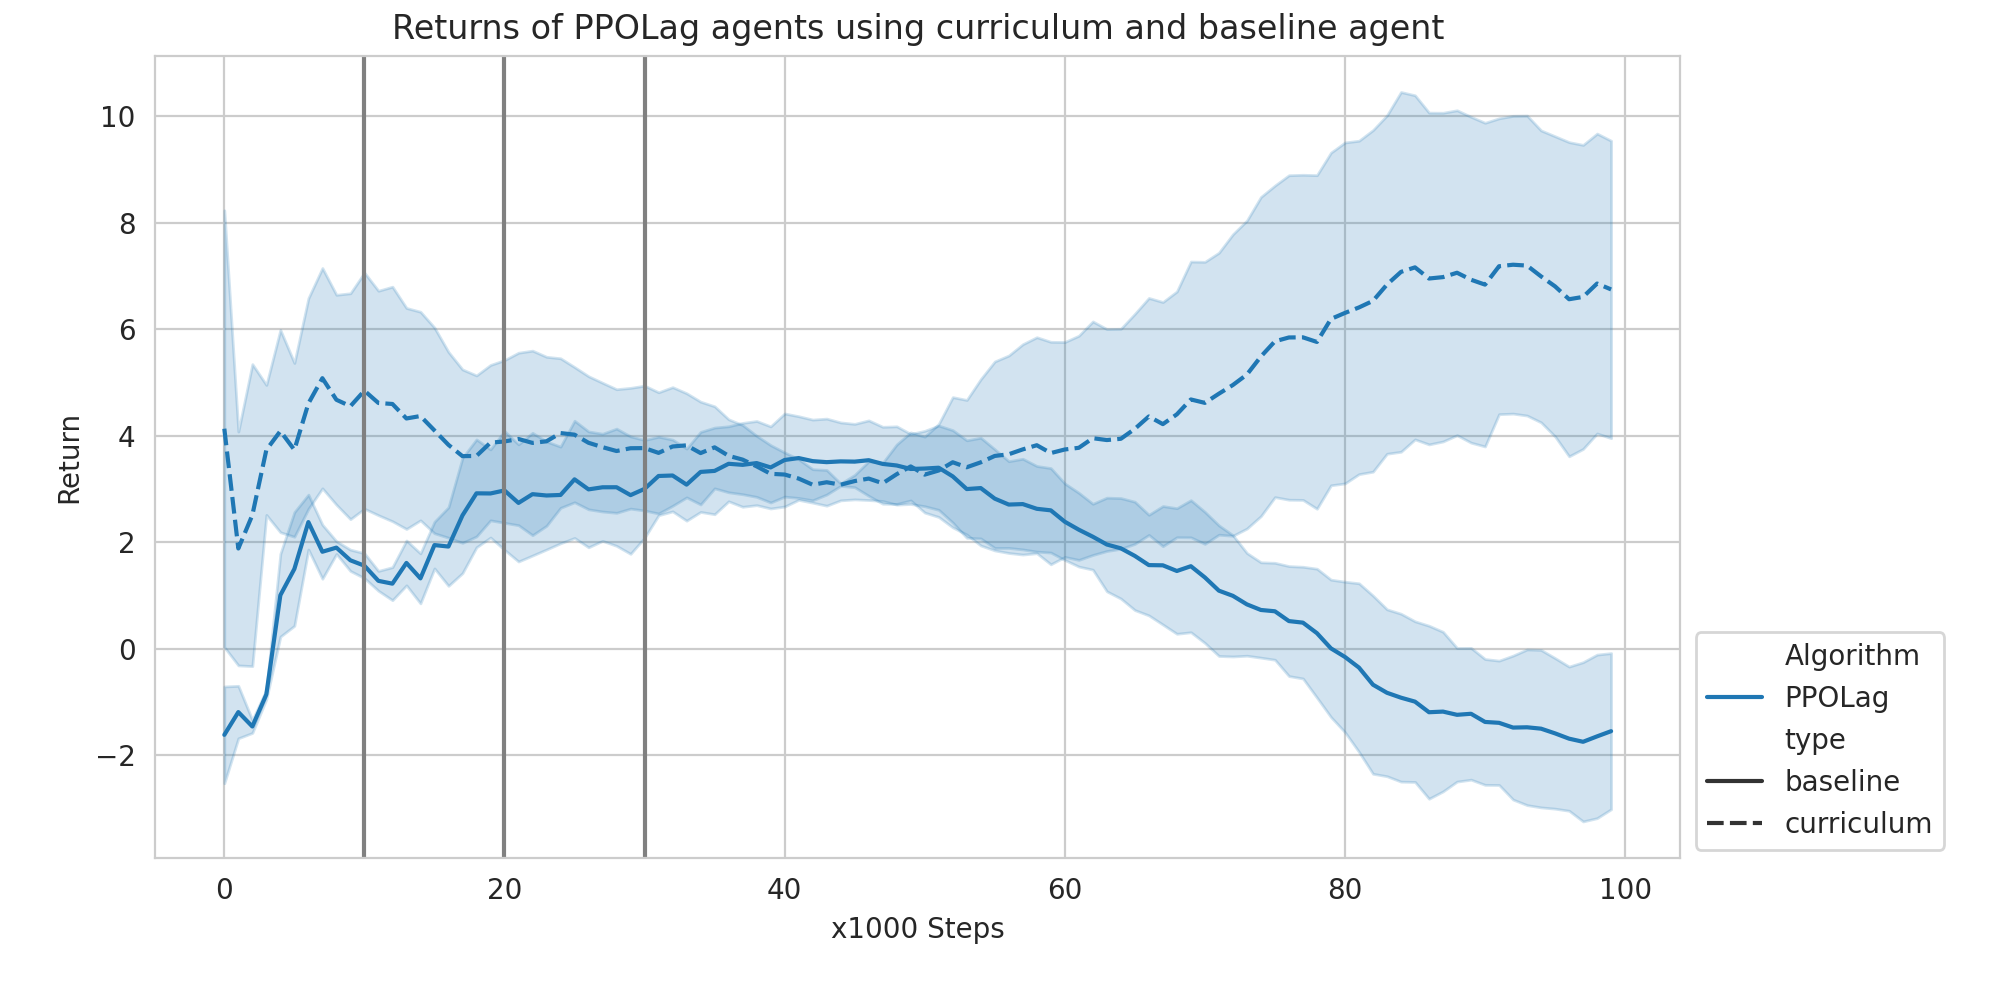 Returns of PPOLag agents using curriculum and baseline agent
Return
10
8
6
4
2
0
−2
0 20 40 60 80 100
x1000 Steps
Algorithm
PPOLag
type
baseline
curriculum